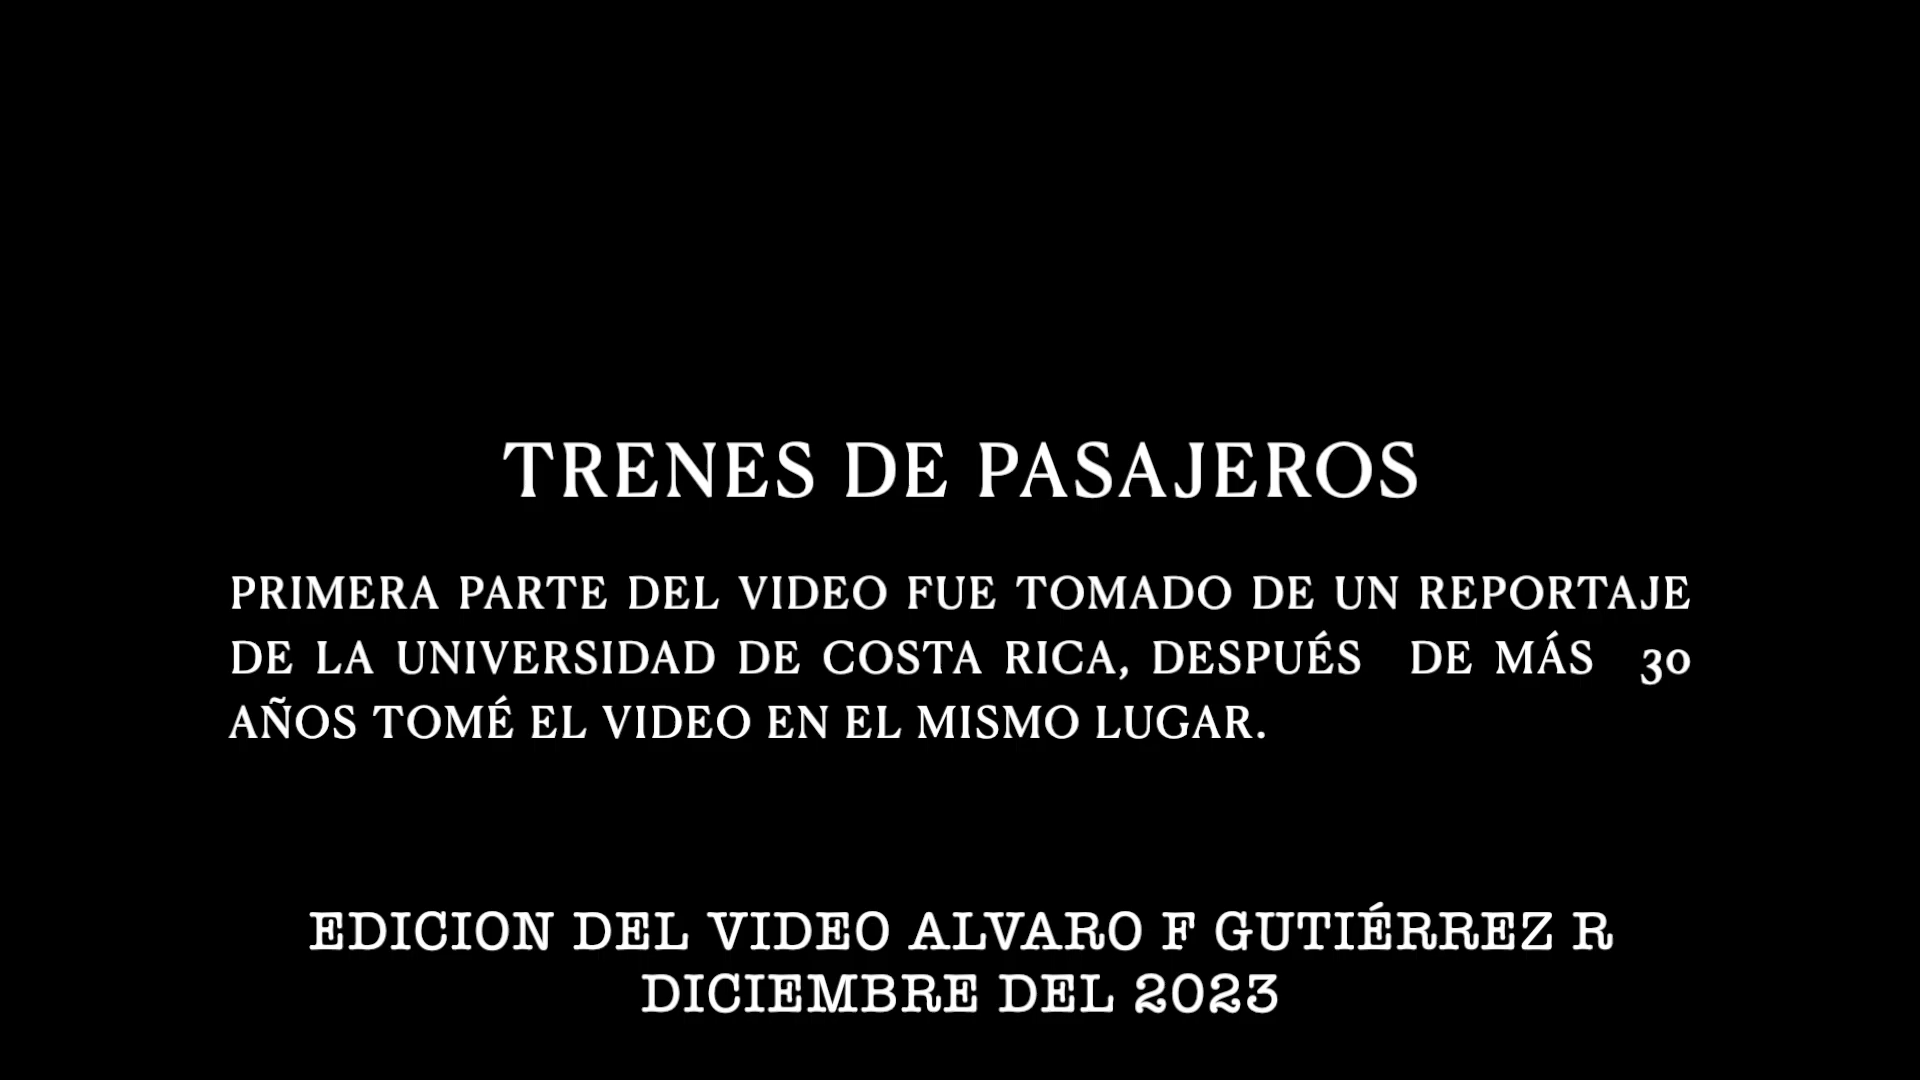 TRENES DE PASAJEROS
PRIMERA PARTE DEL VIDEO FUE TOMADO DE UN REPORTAJE
DE LA UNIVERSIDAD DE COSTA RICA, DESPUÉS DE MÁS 30
AÑOS TOMÉ EL VIDEO EN EL MISMO LUGAR.
EDICION DEL VIDEO ALVARO F GUTIÉRREZ R
DICIEMBRE DEL 2023